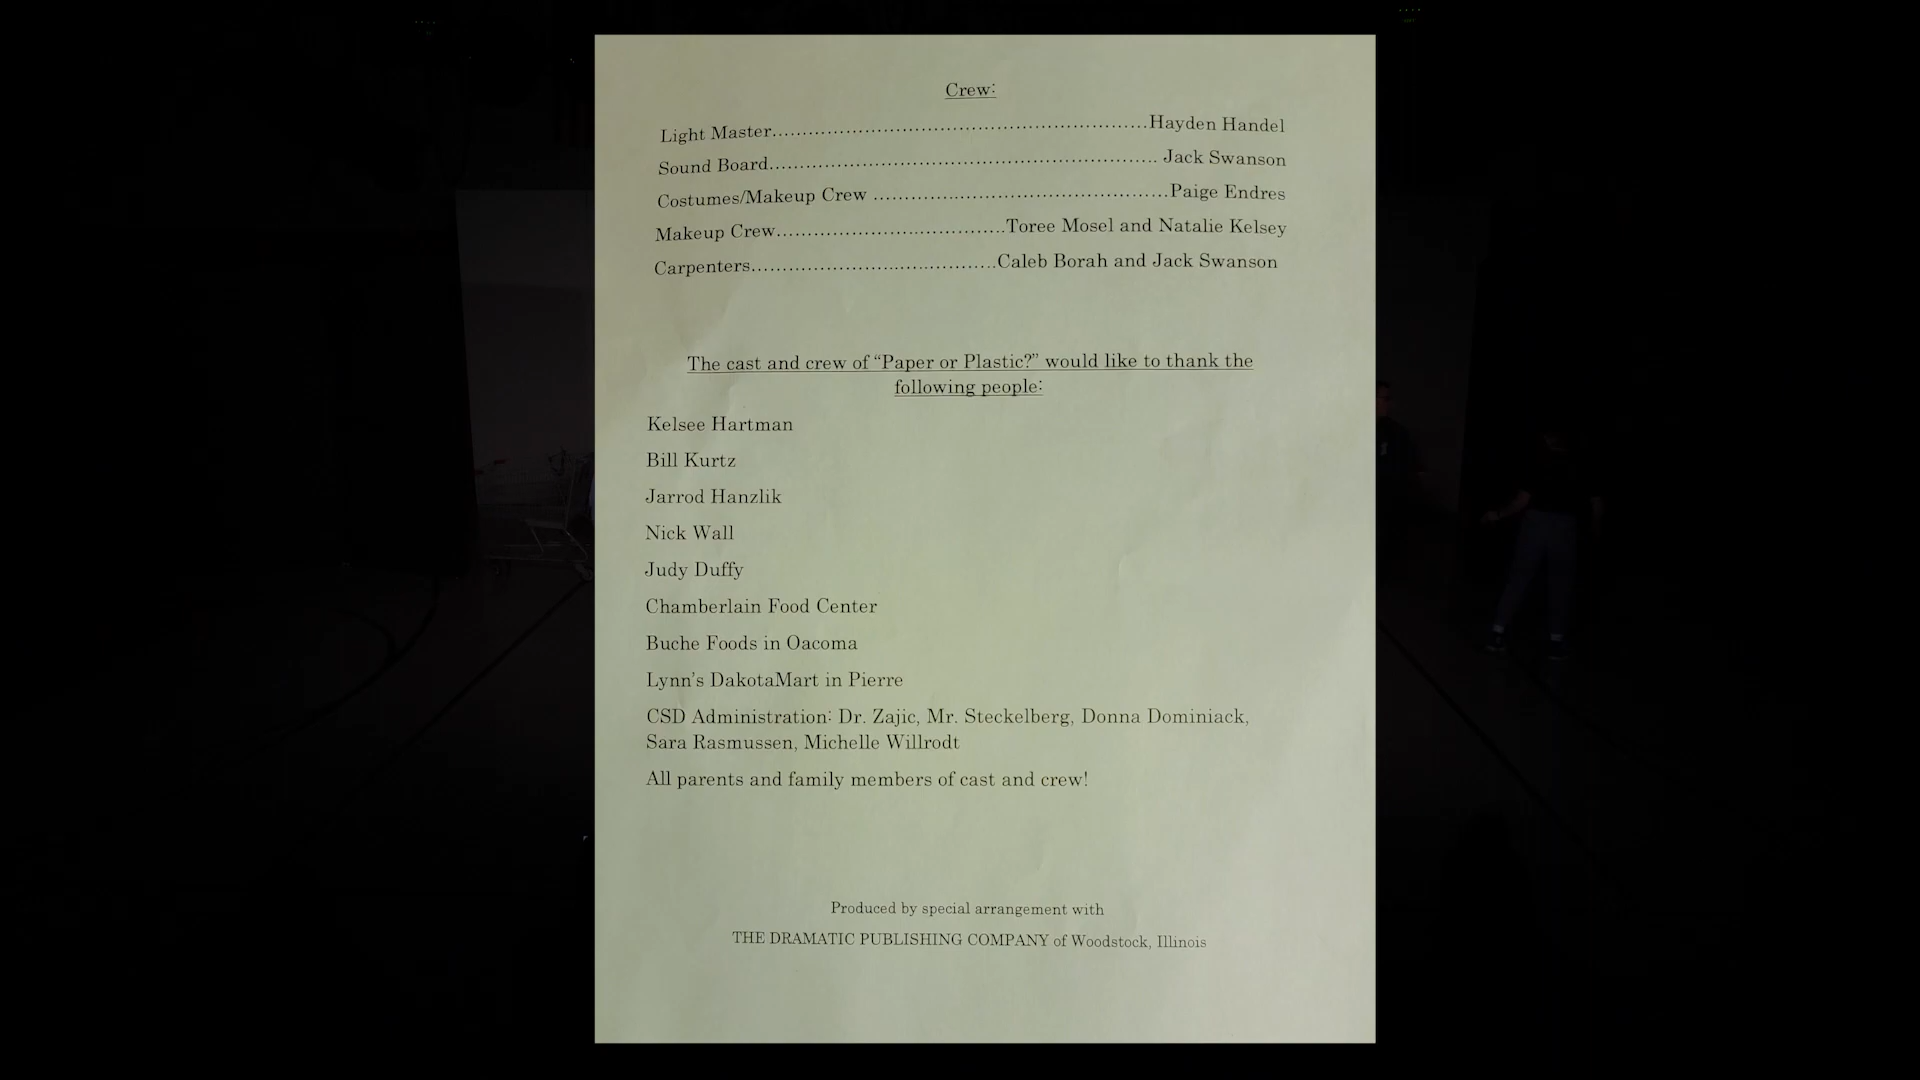 Crew:
Light Master............................................................Hayden Handel
Sound Board............................................................... Jack Swanson
Costumes/Makeup Crew ...............................................Paige Endres
Makeup Crew.....................................Toree Mosel and Natalie Kelsey
Carpenters........................................Caleb Borah and Jack Swanson
The cast and crew of “Paper or Plastic?” would like to thank the
following people:
Kelsee Hartman
Bill Kurtz
Jarrod Hanzlik
Nick Wall
Judy Duffy
Chamberlain Food Center
Buche Foods in Oacoma
Lynn’s DakotaMart in Pierre
CSD Administration: Dr. Zajic, Mr. Steckelberg, Donna Dominiack,
Sara Rasmussen, Michelle Willrodt
All parents and family members of cast and crew!
Produced by special arrangement with
THE DRAMATIC PUBLISHING COMPANY of Woodstock, Illinois